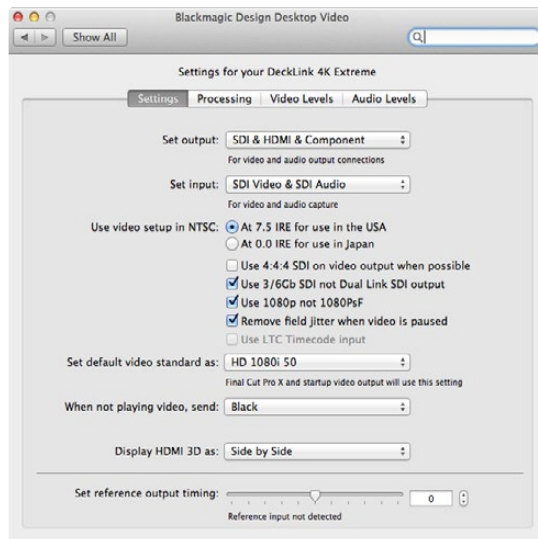 Blackmagic Design Desktop Video
Show All
Settings for your DeckLink 4K Extreme
Settings Processing Video Levels Audio Levels
Set output: SDI & HDMI & Component
For video and audio output connections
Set input: SDI Video & SDI Audio
For video and audio capture
Use video setup in NTSC: At 7.5 IRE for use in the USA
At 0.0 IRE for use in Japan
Use 4:4:4 SDI on video output when possible
Use 3/6Gb SDI not Dual Link SDI output
Use 1080p not 1080PsF
Remove field jitter when video is paused
Use LTC Timecode input
Set default video standard as: HD 1080i 50
Final Cut Pro X and startup video output will use this setting
When not playing video, send: Black
Display HDMI 3D as: Side by Side
Set reference output timing: 0
Reference input not detected